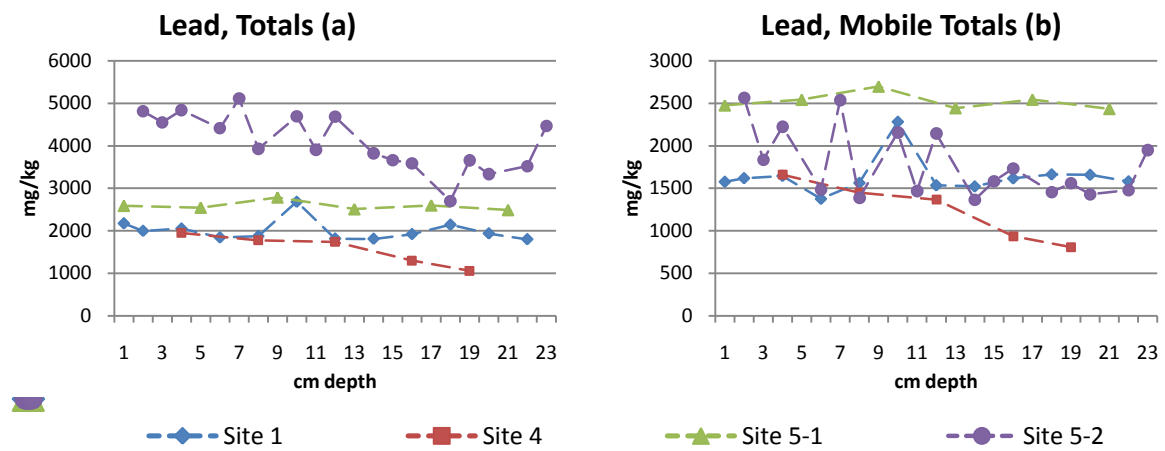 Lead, Totals (a)
6000
5000
4000
3000
2000
1000
0
mg/kg
1 3 5 7 9 11 13 15 17 19 21 23
cm depth
Lead, Mobile Totals (b)
3000
2500
2000
1500
1000
500
0
mg/kg
1 3 5 7 9 11 13 15 17 19 21 23
cm depth
Site 1 Site 4 Site 5-1 Site 5-2